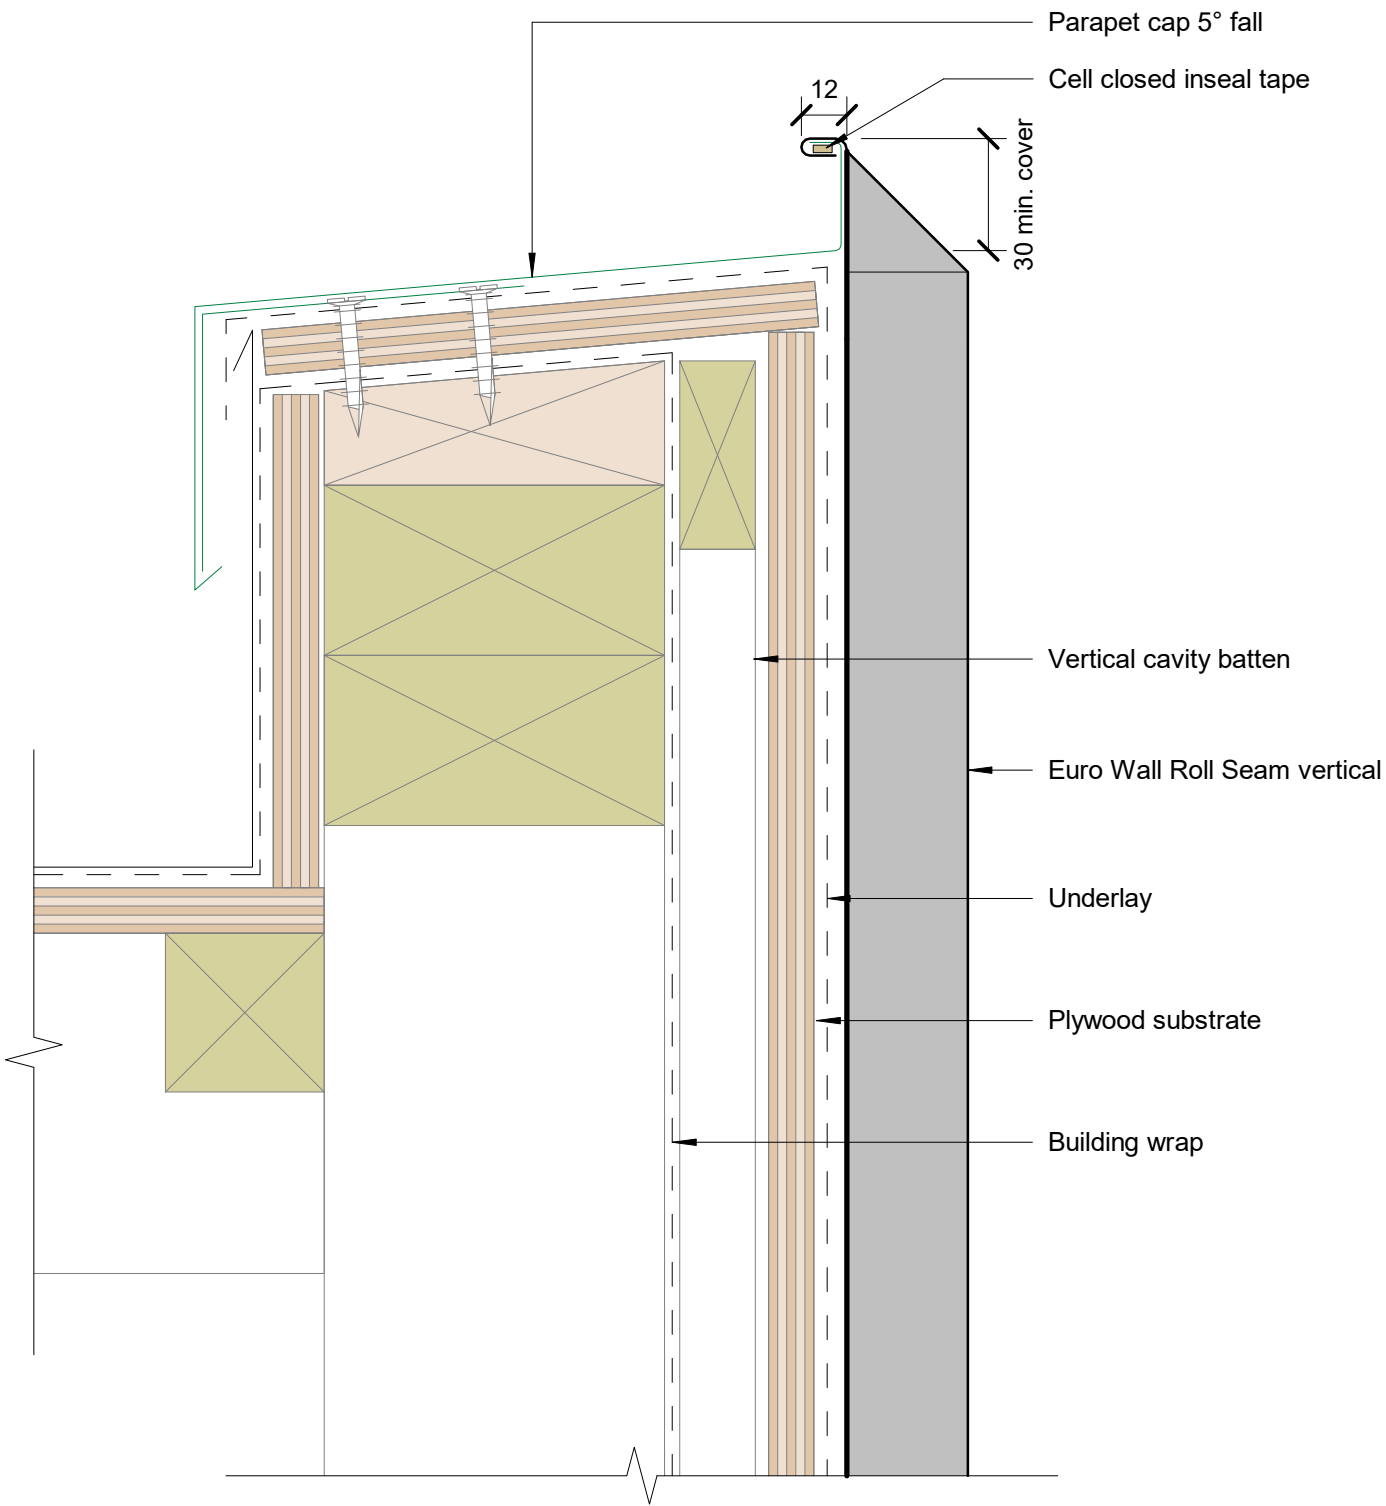 Parapet cap 5° fall
Cell closed inseal tape
12
30 min. cover
Vertical cavity batten
Euro Wall Roll Seam vertical
Underlay
Plywood substrate
Building wrap